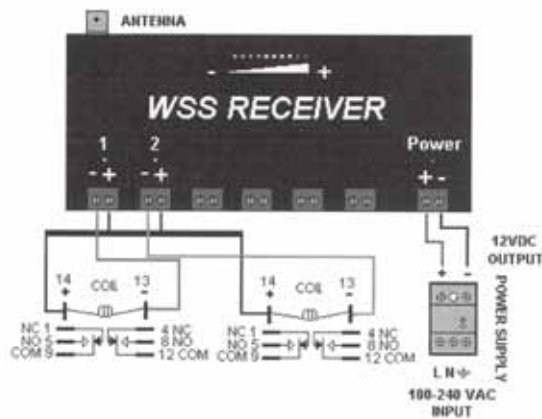 ANTENNA
- +
WSS RECEIVER
1 2 Power
- + - + + -
12VDC
OUTPUT
+ -
POWER SUPPLY
14 COIL 13
+ -
NC 1 4 NC
NO 5 8 NO
COM 9 12 COM
14 COIL 13
+ -
NC 1 4 NC
NO 5 8 NO
COM 9 12 COM
L N ⏚
100-240 VAC
INPUT